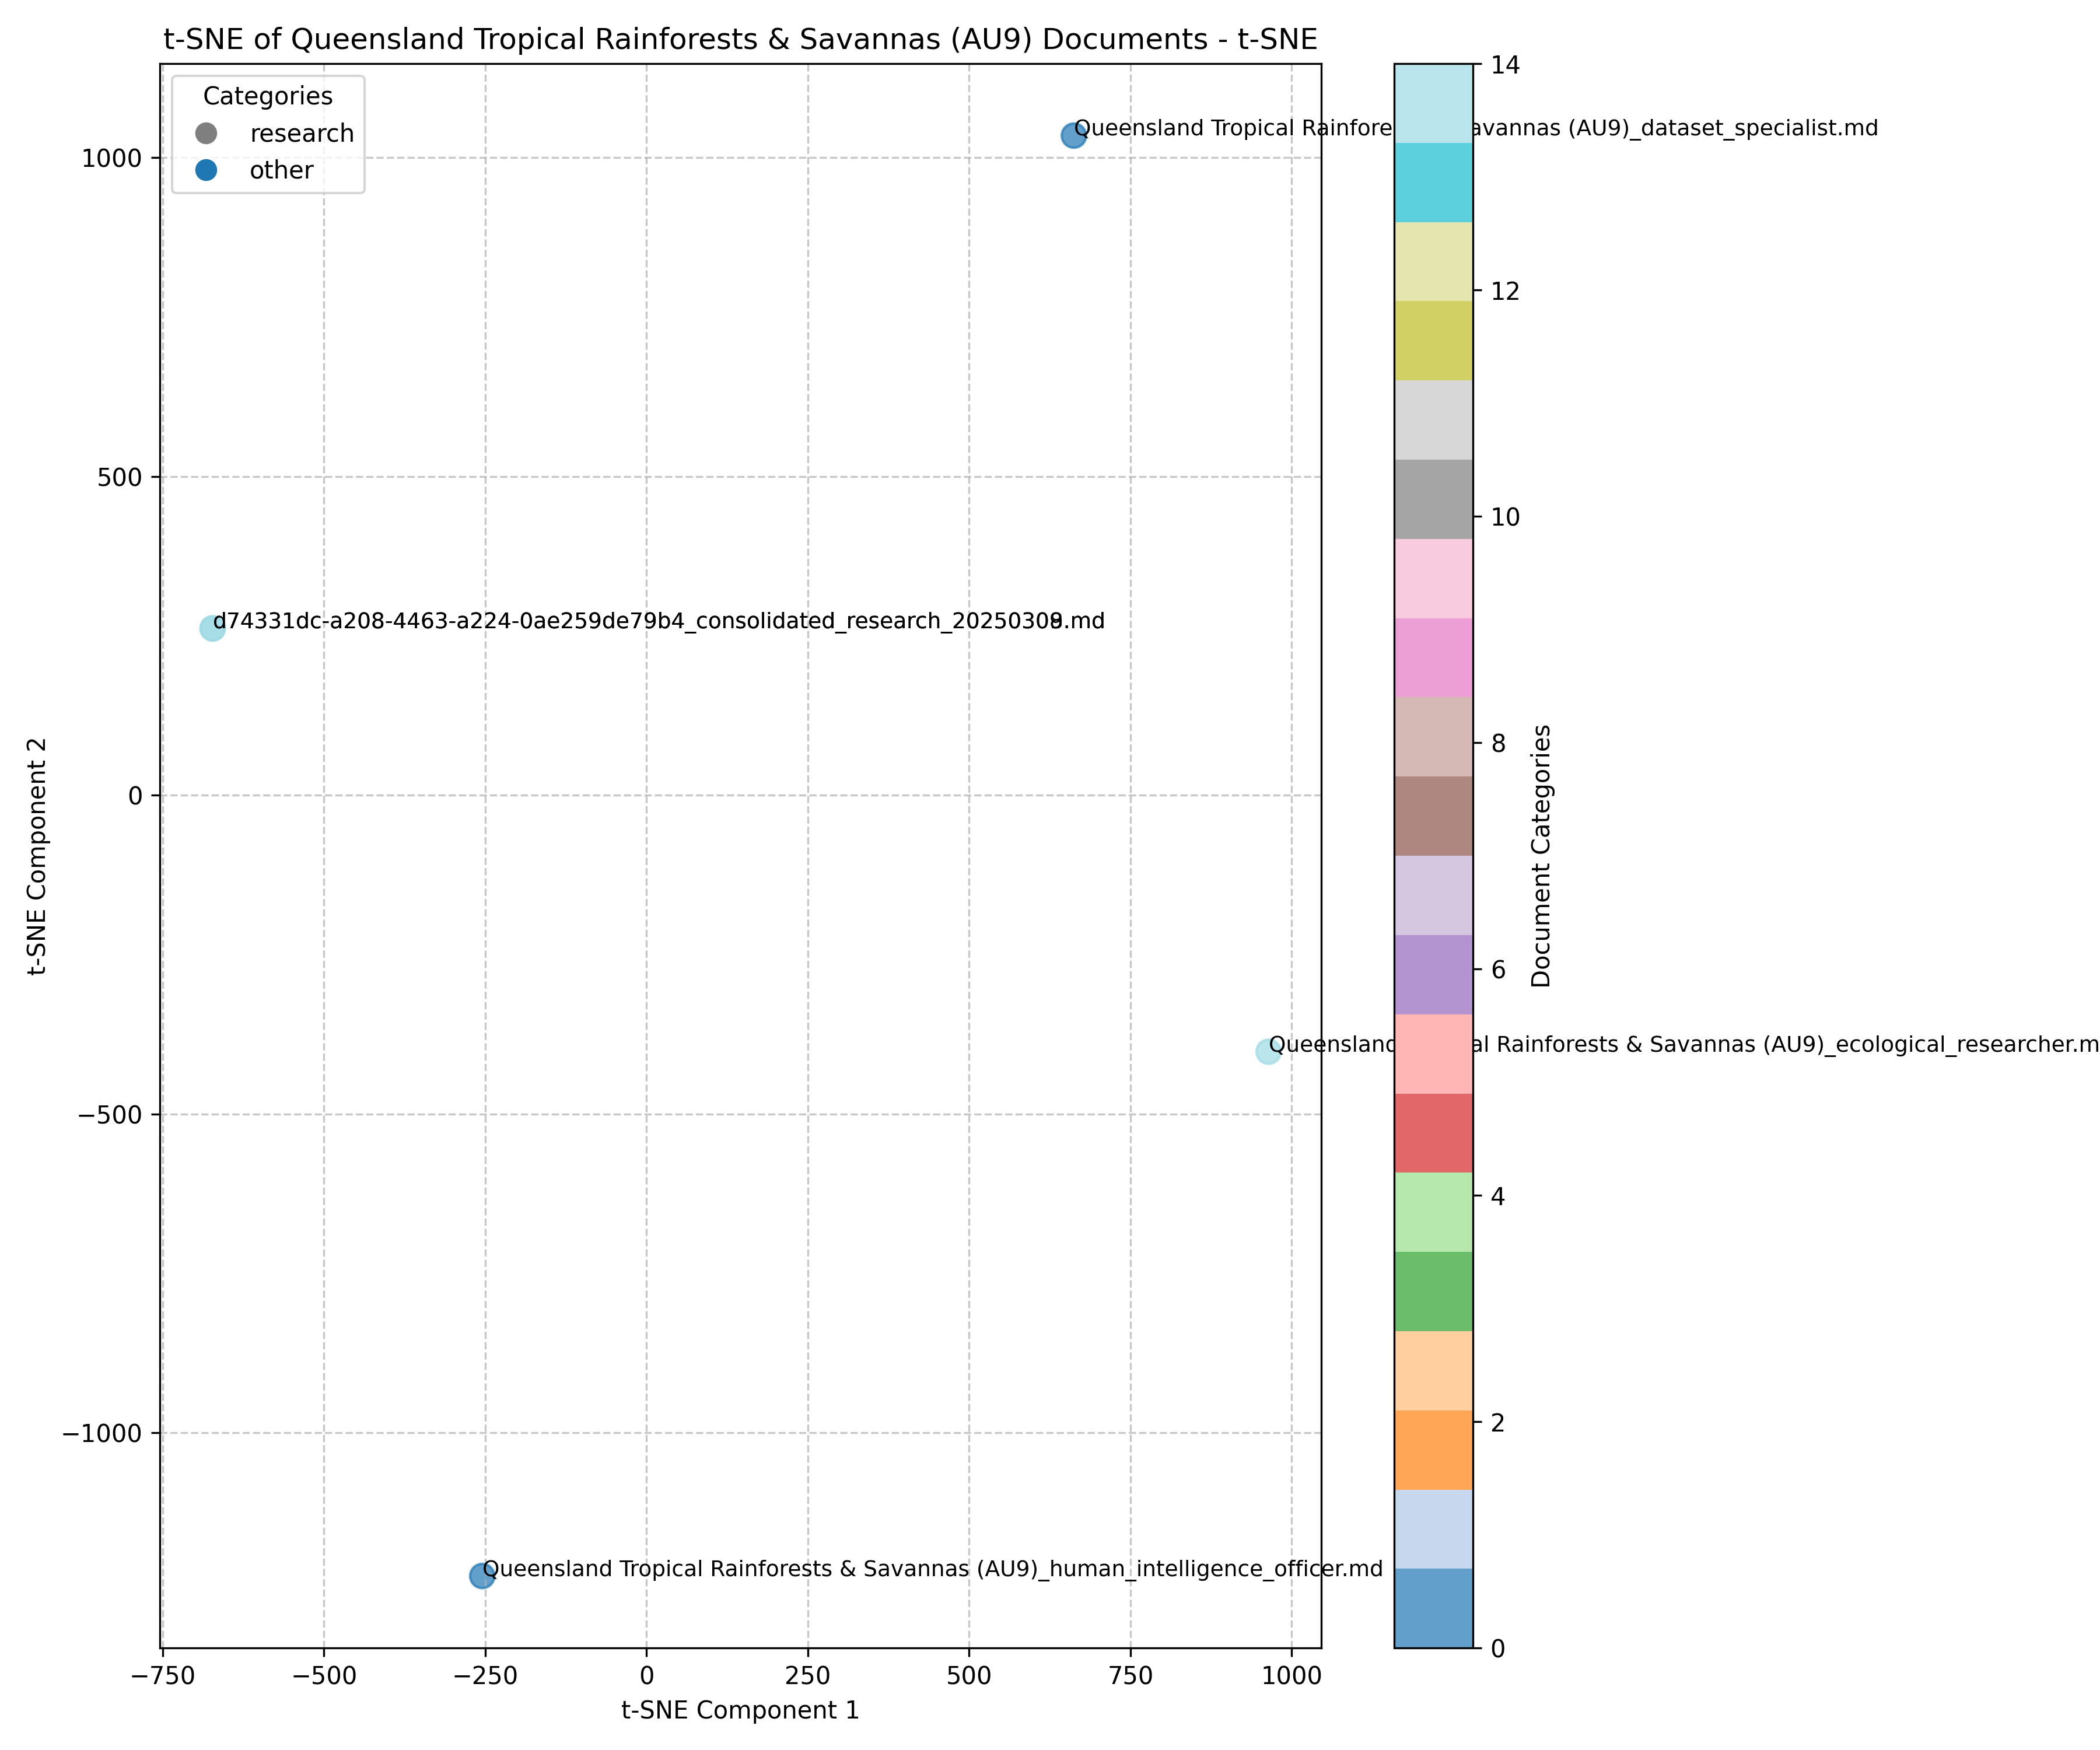 t-SNE of Queensland Tropical Rainforests & Savannas (AU9) Documents - t-SNE
Categories
research
other
Queensland Tropical Rainfore avannas (AU9)_dataset_specialist.md
d74331dc-a208-4463-a224-0ae259de79b4_consolidated_research_202503 .md
Queensland al Rainforests & Savannas (AU9)_ecological_researcher.m
Queensland Tropical Rainforests & Savannas (AU9)_human_intelligence_officer.md
1000
500
0
−500
−1000
t-SNE Component 2
−750
−500
−250
0
250
500
750
1000
t-SNE Component 1
14
12
10
8
6
4
2
0
Document Categories